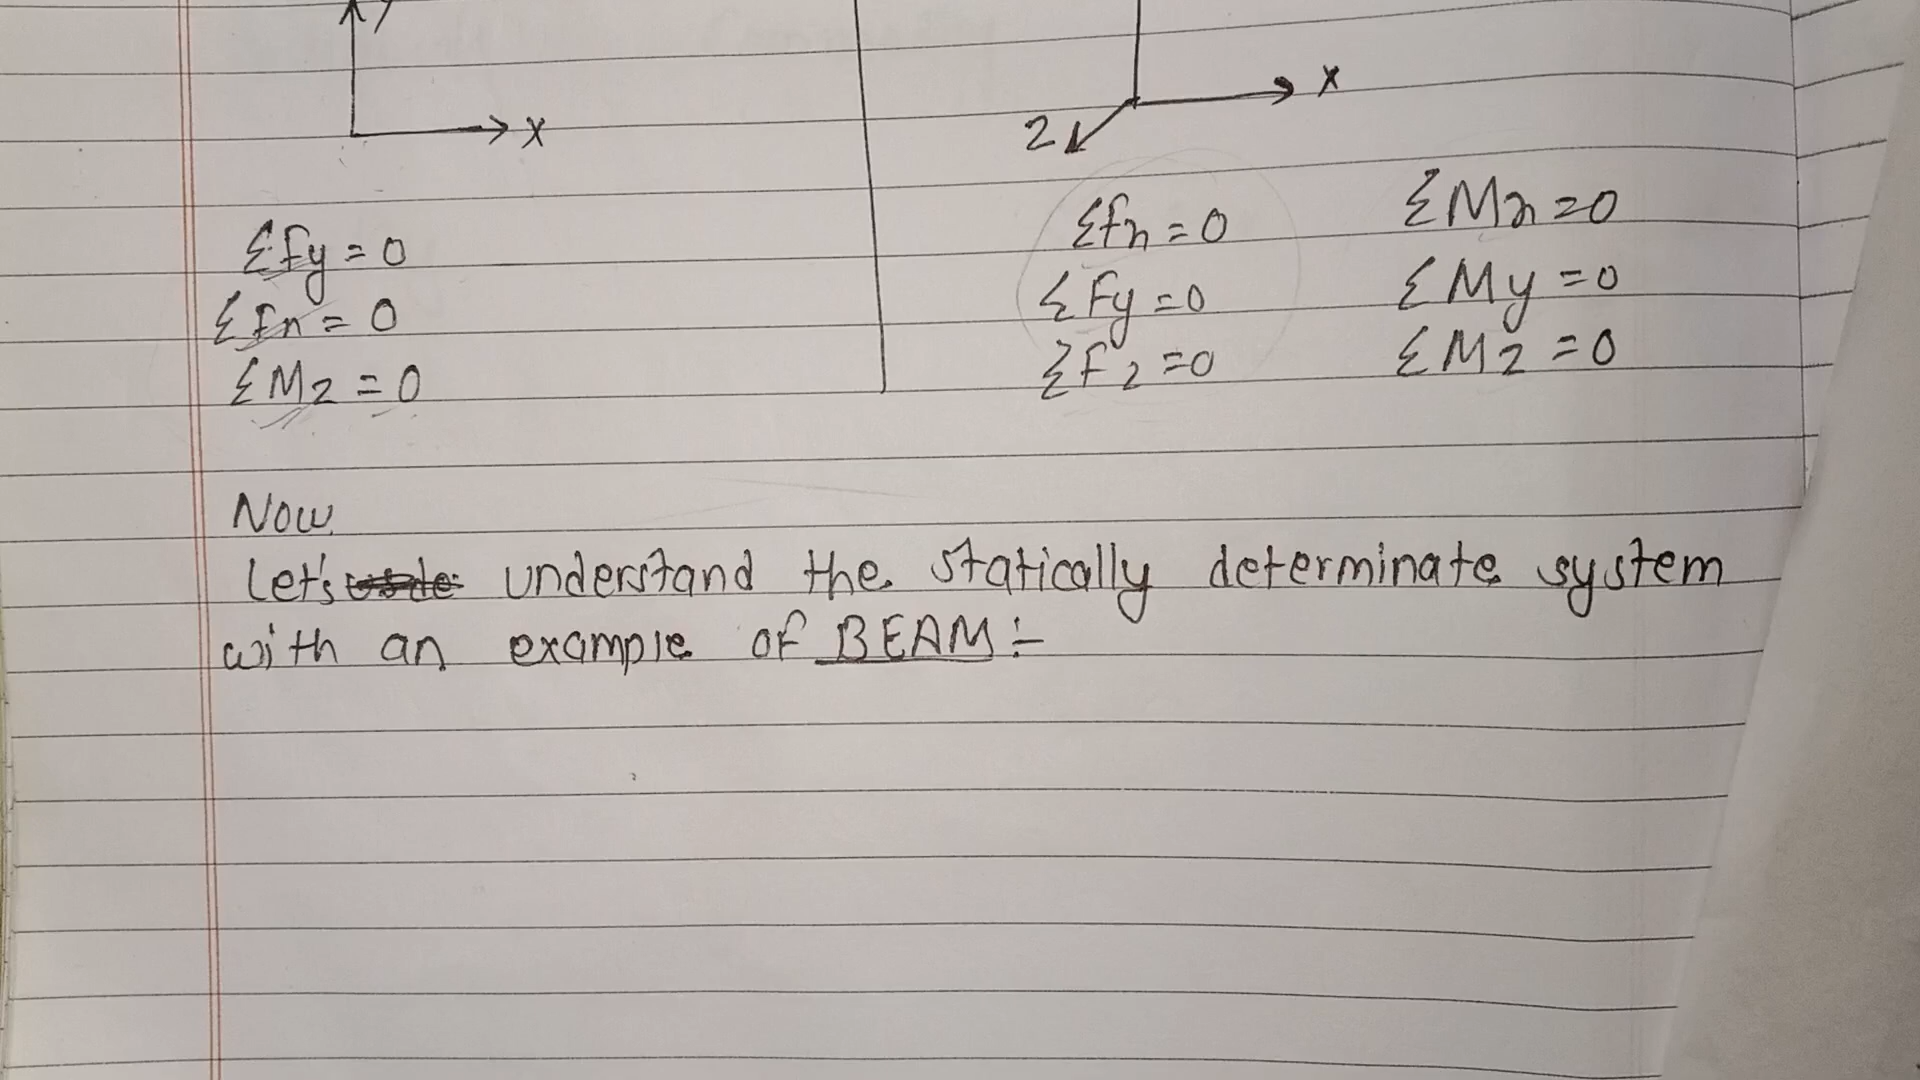 y
x
x
z
ΣFy = 0
ΣFx = 0
ΣMz = 0
ΣFx = 0
ΣFy = 0
ΣFz = 0
ΣMx = 0
ΣMy = 0
ΣMz = 0
Now,
Let's understand the statically determinate system
with an example of BEAM :-